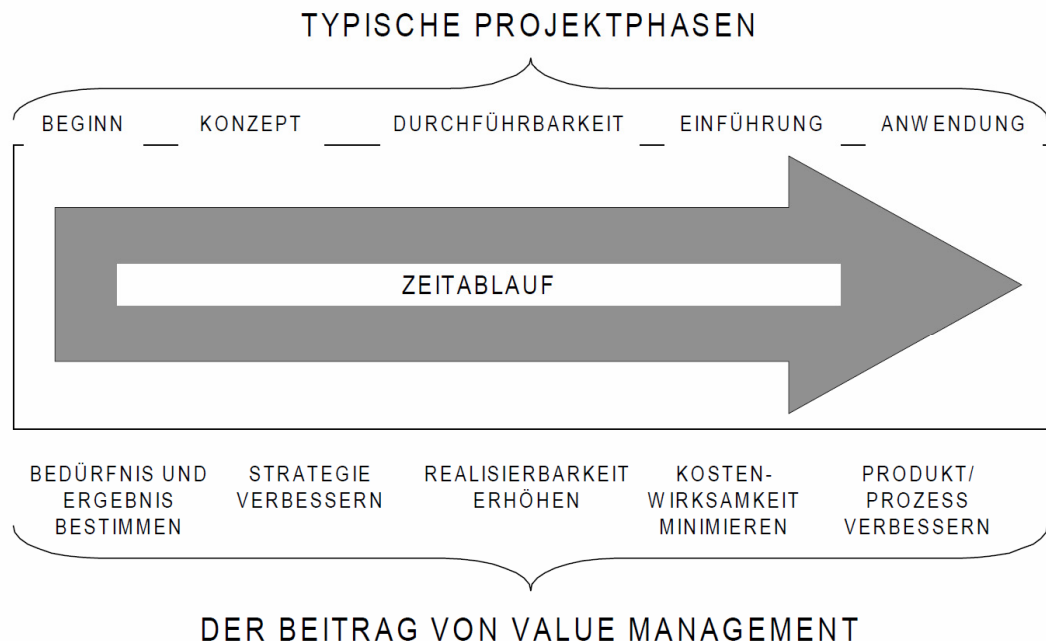 TYPISCHE PROJEKTPHASEN
BEGINN KONZEPT DURCHFÜHRBARKEIT EINFÜHRUNG ANWENDUNG
ZEITABLAUF
BEDÜRFNIS UND
ERGEBNIS
BESTIMMEN
STRATEGIE
VERBESSERN
REALISIERBARKEIT
ERHÖHEN
KOSTEN-
WIRKSAMKEIT
MINIMIEREN
PRODUKT/
PROZESS
VERBESSERN
DER BEITRAG VON VALUE MANAGEMENT